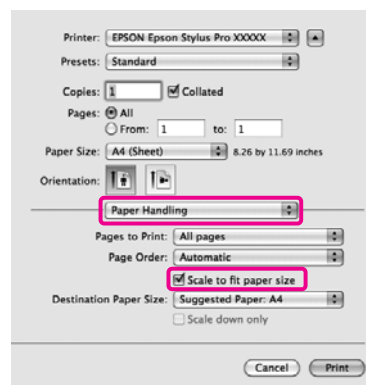 Printer: EPSON Epson Stylus Pro XXXXX
Presets: Standard
Copies: 1 Collated
Pages: All
From: 1 to: 1
Paper Size: A4 (Sheet) 8.26 by 11.69 inches
Orientation:
Paper Handling
Pages to Print: All pages
Page Order: Automatic
Scale to fit paper size
Destination Paper Size: Suggested Paper: A4
Scale down only
Cancel Print